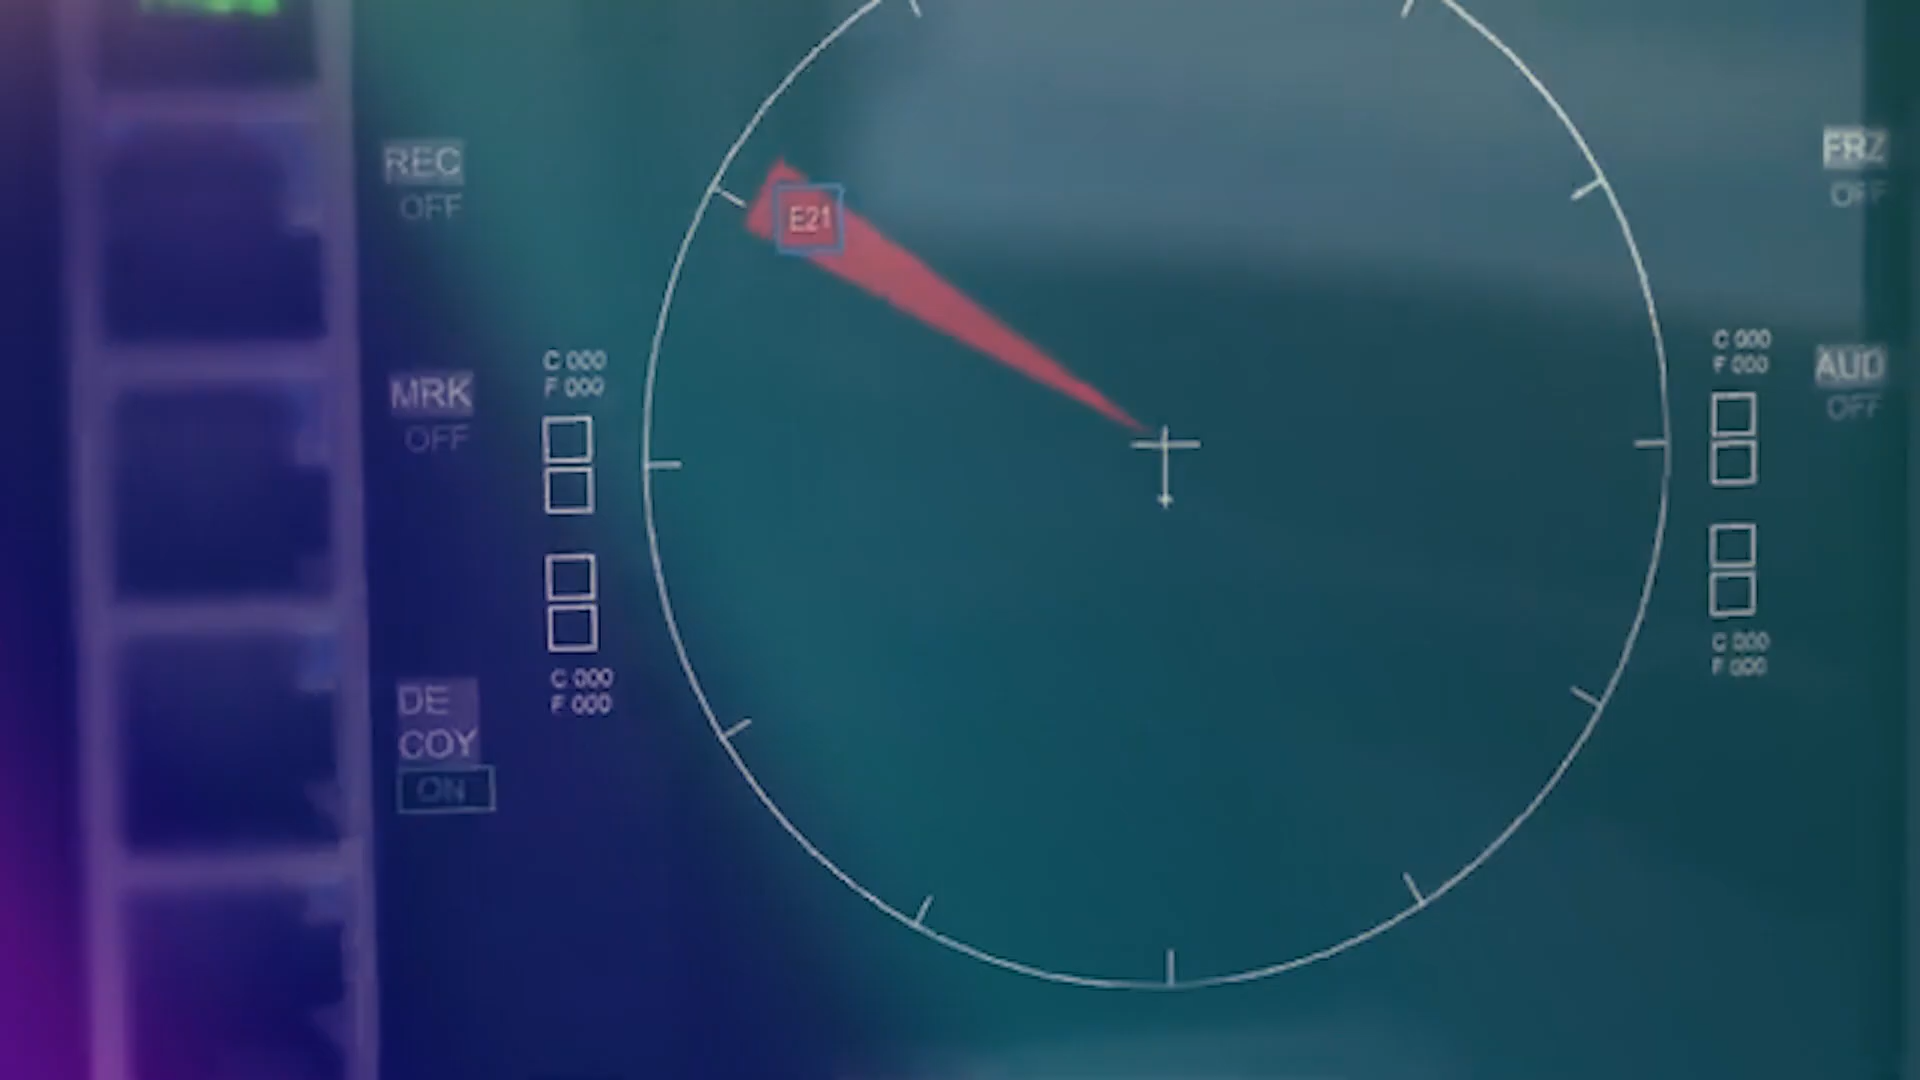 REC
OFF
FRZ
OFF
E21
C 000
F 000
C 000
F 000
MRK
OFF
AUD
OFF
C 000
F 000
C 000
F 000
DE
COY
ON